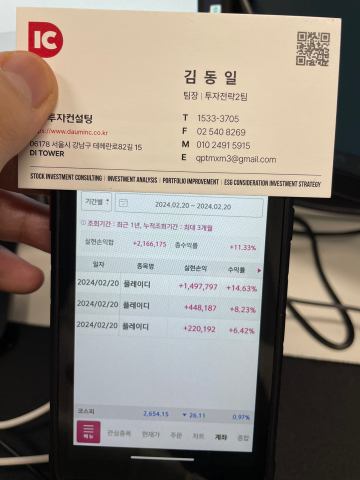 IC
김 동 일
팀장 | 투자전략2팀
투자컨설팅
https://www.dauminc.co.kr
06178 서울시 강남구 테헤란로82길 15
DI TOWER
T 1533-3705
F 02 540 8269
M 010 2491 5915
E qptmxm3@gmail.com
STOCK INVESTMENT CONSULTING | INVESTMENT ANALYSIS | PORTFOLIO IMPROVEMENT | ESG CONSIDERATION INVESTMENT STRATEGY
기간별 2024.02.20 ~ 2024.02.20
조회기간 : 최근 1년, 누적조회기간 : 최대 3개월
실현손익합 +2,166,175 총수익률 +11.33%
일자 종목명 실현손익 수익률
2024/02/20 플레이디 +1,497,797 +14.63%
2024/02/20 플레이디 +448,187 +8.23%
2024/02/20 플레이디 +220,192 +6.42%
코스피 2,654.15 ▼ 26.11 0.97%
메뉴 관심종목 현재가 주문 차트 계좌 종합